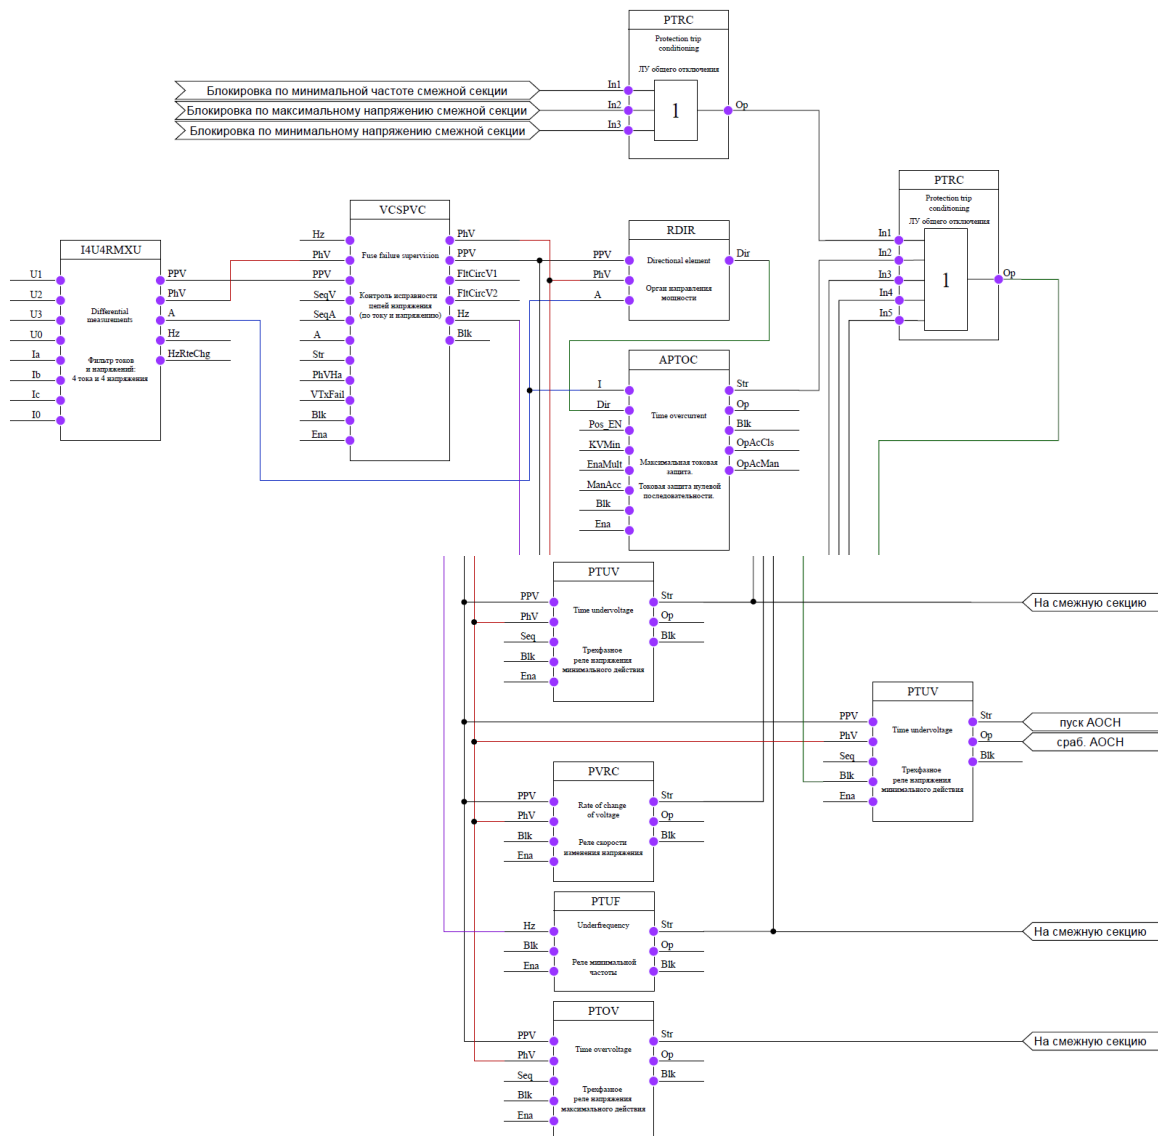 PTRC
Protection trip
conditioning
ЛУ общего отключения
Блокировка по минимальной частоте смежной секции
In1
Блокировка по максимальному напряжению смежной секции
In2
Блокировка по минимальному напряжению смежной секции
In3
1
Op
PTRC
Protection trip
conditioning
ЛУ общего отключения
In1
In2
In3
In4
In5
1
Op
I4U4RMXU
U1
U2
U3
U0
Ia
Ib
Ic
I0
Differential
measurements
Фильтр токов
и напряжений:
4 тока и 4 напряжения
PPV
PhV
A
Hz
HzRteChg
VCSPVC
Hz
PhV
PPV
SeqV
SeqA
A
Str
PhVHa
VTxFail
Blk
Ena
Fuse failure supervision
Контроль исправности
цепей напряжения
(по току и напряжению)
PhV
PPV
FltCircV1
FltCircV2
Hz
Blk
RDIR
PPV
PhV
A
Directional element
Орган направления
мощности
Dir
APTOC
I
Dir
Pos_EN
KVMin
EnaMult
ManAcc
Blk
Ena
Time overcurrent
Максимальная токовая
защита.
Токовая защита нулевой
последовательности.
Str
Op
Blk
OpAcCls
OpAcMan
PTUV
PPV
PhV
Seq
Blk
Ena
Time undervoltage
Трехфазное
реле напряжения
минимального действия
Str
Op
Blk
На смежную секцию
PTUV
PPV
PhV
Seq
Blk
Ena
Time undervoltage
Трехфазное
реле напряжения
минимального действия
Str
Op
Blk
пуск АОСН
сраб. АОСН
PVRC
PPV
PhV
Blk
Ena
Rate of change
of voltage
Реле скорости
изменения напряжения
Str
Op
Blk
PTUF
Hz
Blk
Ena
Underfrequency
Реле минимальной
частоты
Str
Op
Blk
На смежную секцию
PTOV
PPV
PhV
Seq
Blk
Ena
Time overvoltage
Трехфазное
реле напряжения
максимального действия
Str
Op
Blk
На смежную секцию